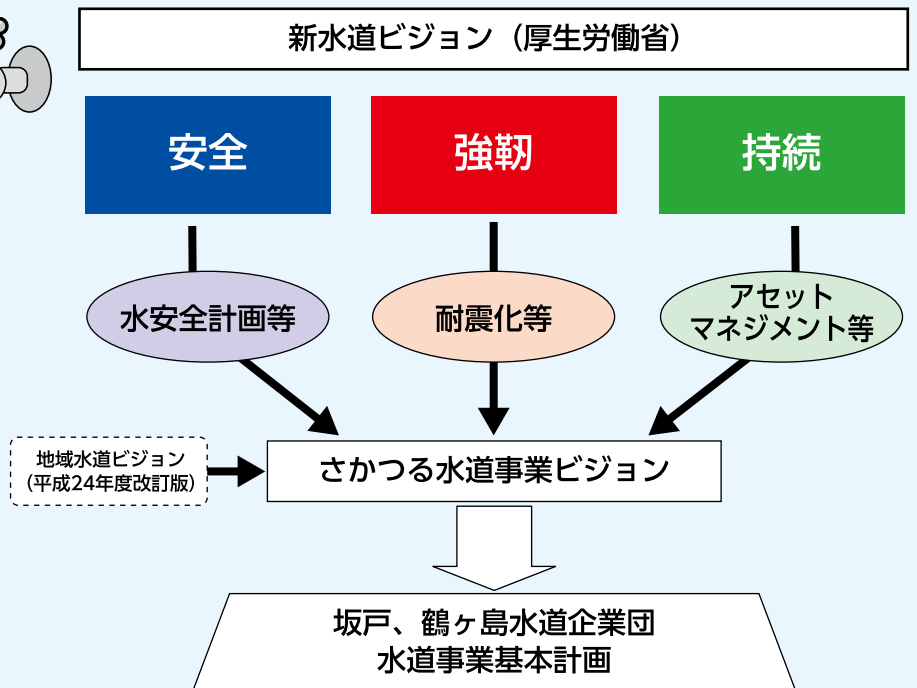 新水道ビジョン（厚生労働省）
安全
強靭
持続
水安全計画等
耐震化等
アセット
マネジメント等
地域水道ビジョン
（平成24年度改訂版）
さかつる水道事業ビジョン
坂戸、鶴ヶ島水道企業団
水道事業基本計画